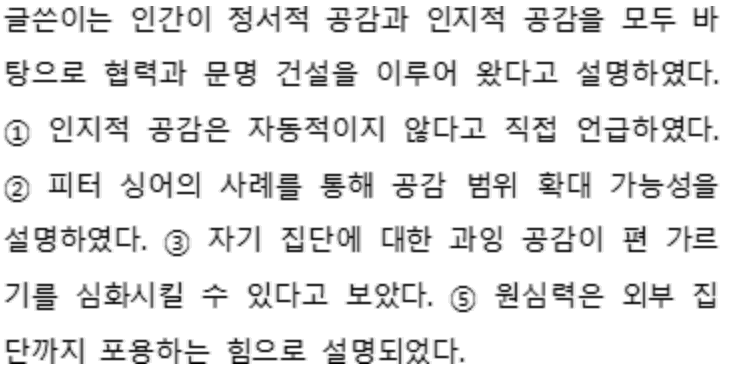 글쓴이는 인간이 정서적 공감과 인지적 공감을 모두 바
탕으로 협력과 문명 건설을 이루어 왔다고 설명하였다.
① 인지적 공감은 자동적이지 않다고 직접 언급하였다.
② 피터 싱어의 사례를 통해 공감 범위 확대 가능성을
설명하였다. ③ 자기 집단에 대한 과잉 공감이 편 가르
기를 심화시킬 수 있다고 보았다. ⑤ 원심력은 외부 집
단까지 포용하는 힘으로 설명되었다.